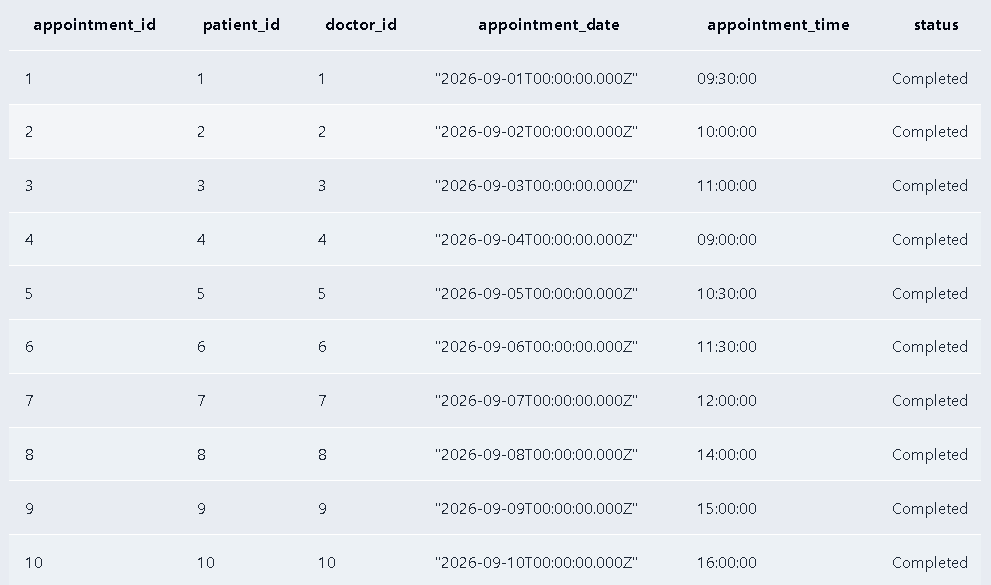 appointment_id patient_id doctor_id appointment_date appointment_time status
1 1 1 "2026-09-01T00:00:00.000Z" 09:30:00 Completed
2 2 2 "2026-09-02T00:00:00.000Z" 10:00:00 Completed
3 3 3 "2026-09-03T00:00:00.000Z" 11:00:00 Completed
4 4 4 "2026-09-04T00:00:00.000Z" 09:00:00 Completed
5 5 5 "2026-09-05T00:00:00.000Z" 10:30:00 Completed
6 6 6 "2026-09-06T00:00:00.000Z" 11:30:00 Completed
7 7 7 "2026-09-07T00:00:00.000Z" 12:00:00 Completed
8 8 8 "2026-09-08T00:00:00.000Z" 14:00:00 Completed
9 9 9 "2026-09-09T00:00:00.000Z" 15:00:00 Completed
10 10 10 "2026-09-10T00:00:00.000Z" 16:00:00 Completed